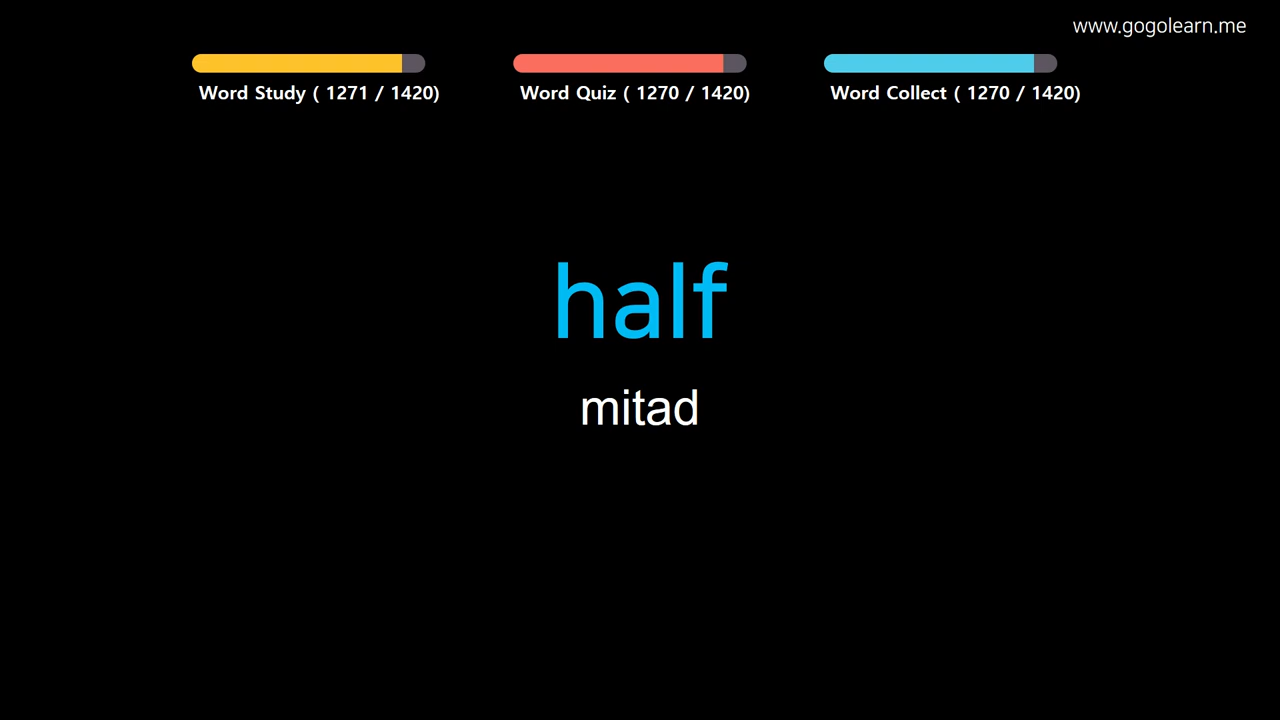 www.gogolearn.me
Word Study ( 1271 / 1420)
Word Quiz ( 1270 / 1420)
Word Collect ( 1270 / 1420)
half
mitad